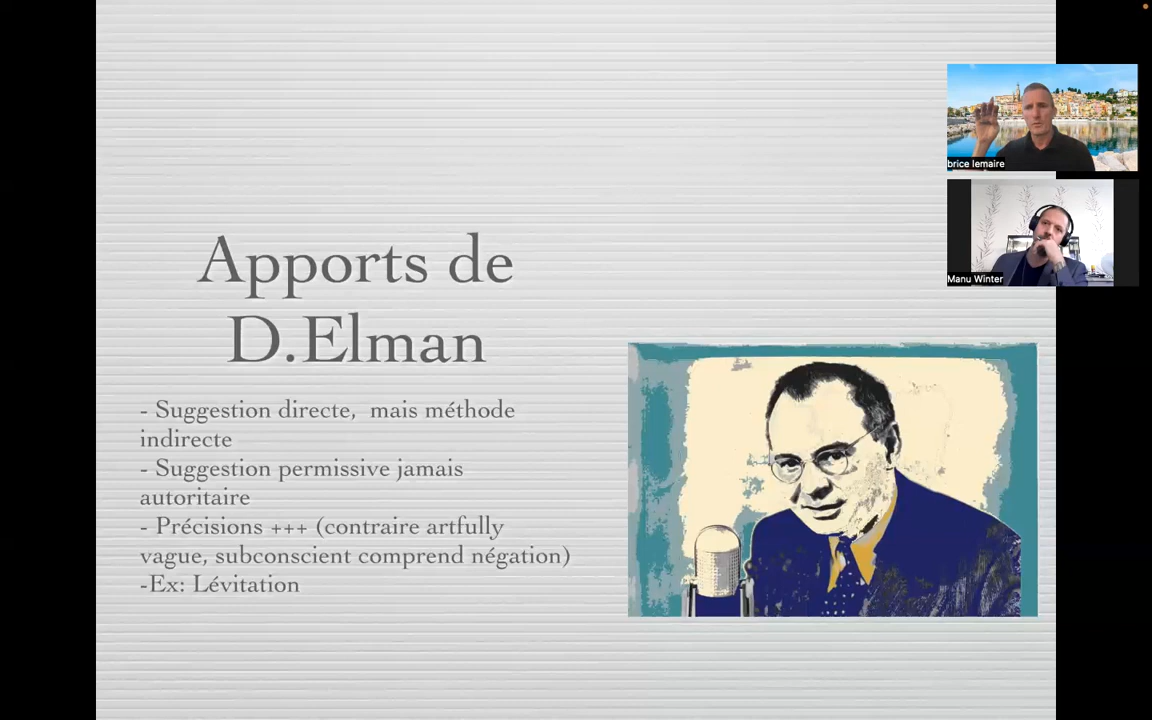 Apports de
D.Elman
- Suggestion directe,  mais méthode
indirecte
- Suggestion permissive jamais
autoritaire
- Précisions +++ (contraire artfully
vague, subconscient comprend négation)
-Ex: Lévitation
brice lemaire
Manu Winter